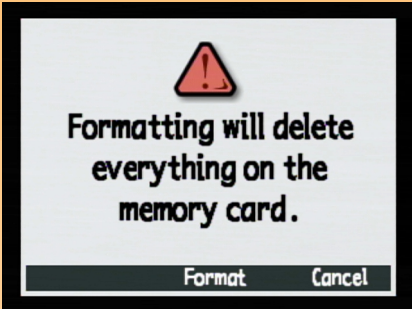 Formatting will delete
everything on the
memory card.
Format Cancel